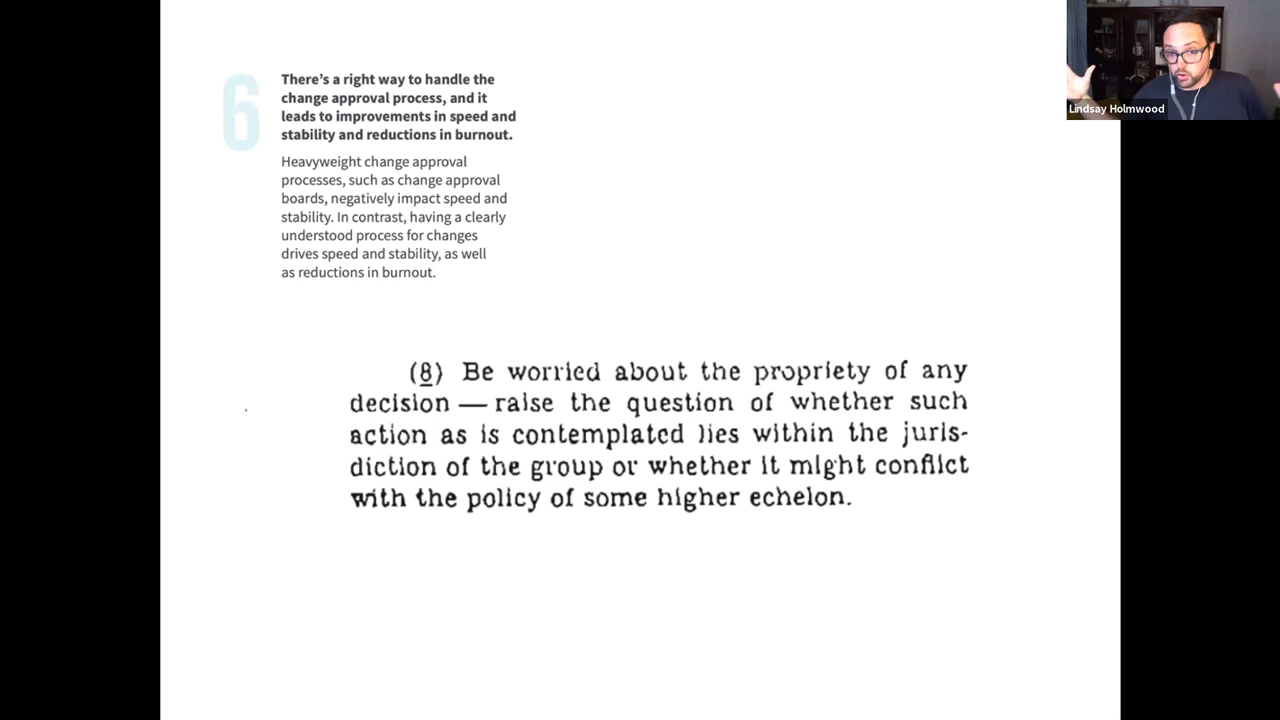 6
There's a right way to handle the
change approval process, and it
leads to improvements in speed and
stability and reductions in burnout.
Heavyweight change approval
processes, such as change approval
boards, negatively impact speed and
stability. In contrast, having a clearly
understood process for changes
drives speed and stability, as well
as reductions in burnout.
Lindsay Holmwood
(8) Be worried about the propriety of any
decision — raise the question of whether such
action as is contemplated lies within the juris-
diction of the group or whether it might conflict
with the policy of some higher echelon.